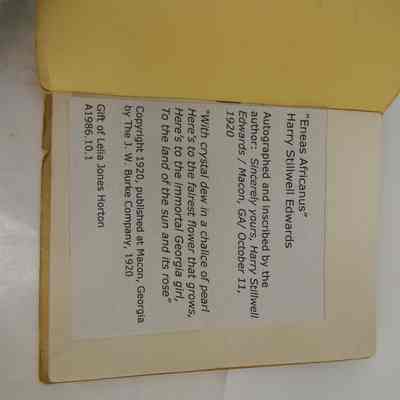 "Eneas Africanus"
Harry Stillwell Edwards
Autographed and inscribed by the
author:  Sincerely yours, Harry Stillwell
Edwards / Macon, GA/ October 11,
1920
"With crystal dew in a chalice of pearl
Here's to the fairest flower that grows,
Here's to the immortal Georgia girl,
To the land of the sun and its rose"
Copyright 1920, published at Macon, Georgia
by The J. W. Burke Company, 1920
Gift of Lelia Jones Horton
A1986.10.1